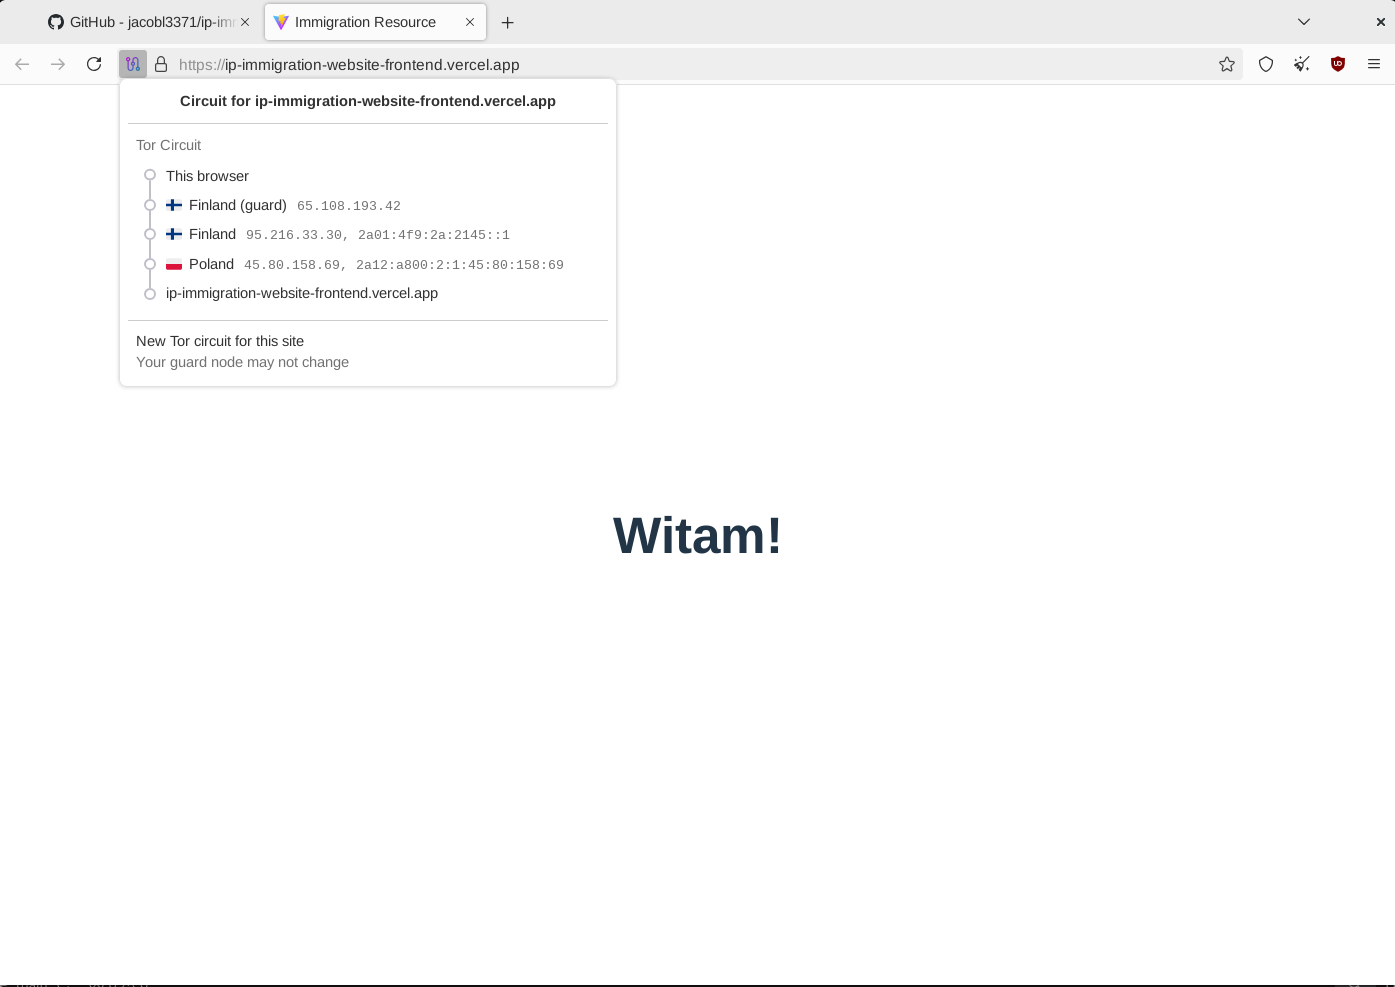 GitHub - jacobl3371/ip-imm
Immigration Resource
https://ip-immigration-website-frontend.vercel.app
Circuit for ip-immigration-website-frontend.vercel.app
Tor Circuit
This browser
Finland (guard) 65.108.193.42
Finland 95.216.33.30, 2a01:4f9:2a:2145::1
Poland 45.80.158.69, 2a12:a800:2:1:45:80:158:69
ip-immigration-website-frontend.vercel.app
New Tor circuit for this site
Your guard node may not change
Witam!